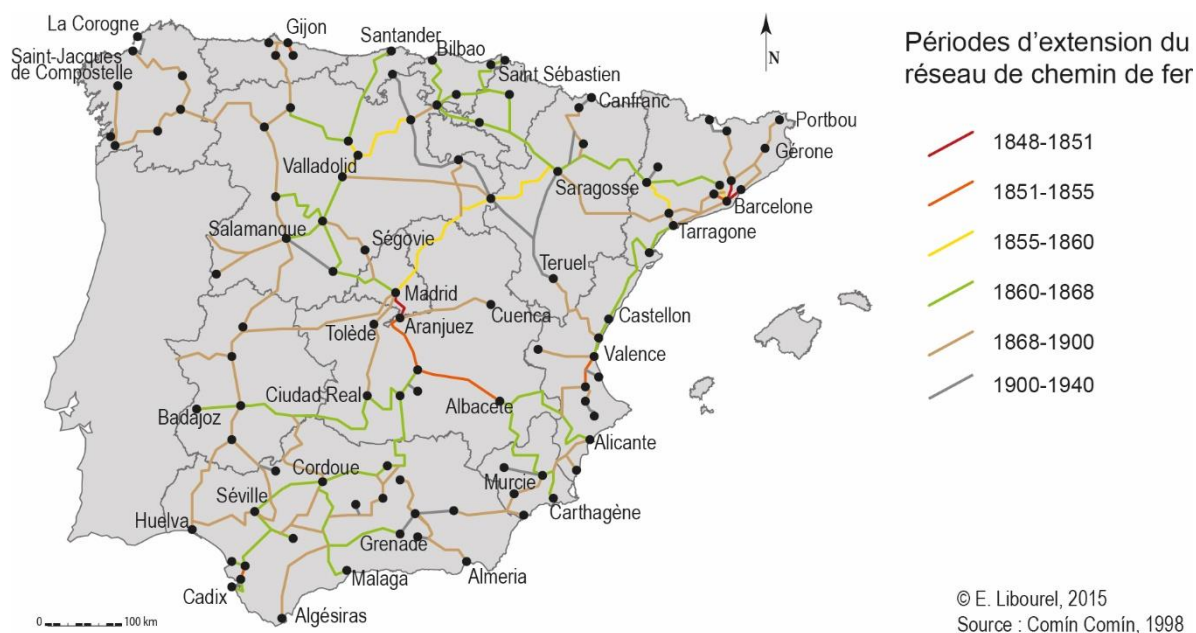 La Corogne
Gijon
Santander
Bilbao
Saint-Jacques
de Compostelle
Saint Sébastien
Canfranc
Portbou
Gérone
Valladolid
Saragosse
Barcelone
Tarragone
Salamanque
Ségovie
Teruel
Madrid
Cuenca
Castellon
Tolède
Aranjuez
Valence
Ciudad Real
Albacete
Badajoz
Alicante
Cordoue
Murcie
Séville
Carthagène
Huelva
Grenade
Malaga
Almeria
Cadix
Algésiras
N
0
100 km
Périodes d'extension du
réseau de chemin de fer
1848-1851
1851-1855
1855-1860
1860-1868
1868-1900
1900-1940
© E. Libourel, 2015
Source : Comín Comín, 1998